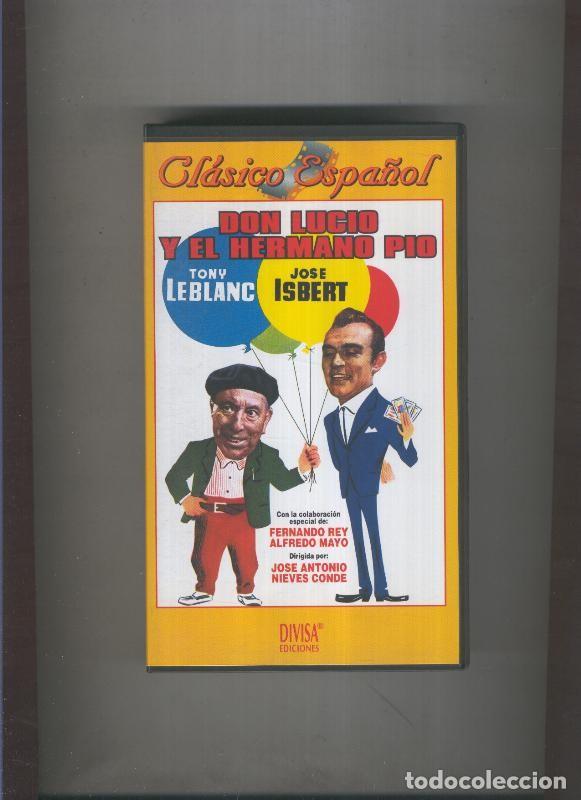 Clásico Español
DON LUCIO
Y EL HERMANO PIO
TONY
LEBLANC
JOSE
ISBERT
Con la colaboración
especial de:
FERNANDO REY
ALFREDO MAYO
Dirigida por:
JOSE ANTONIO
NIEVES CONDE
DIVISA®
EDICIONES
todocoleccion